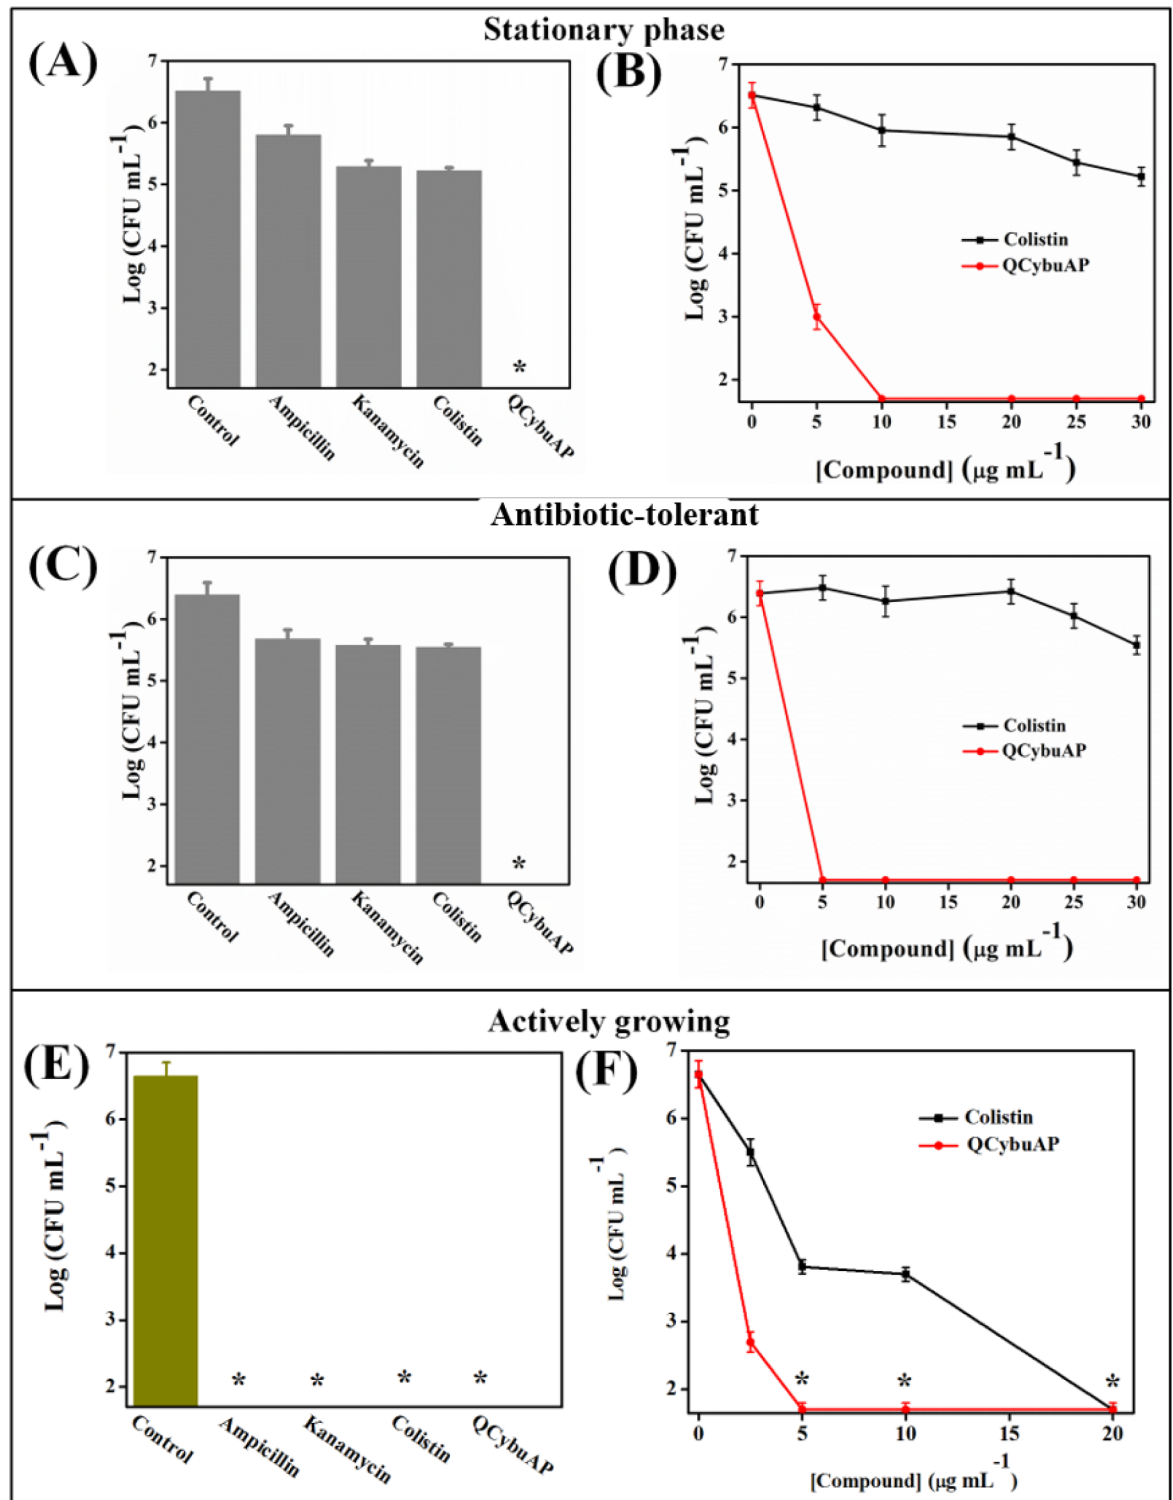 Stationary phase
(A)
Log (CFU mL-1)
7
6
5
4
3
2
*
Control
Ampicillin
Kanamycin
Colistin
QCybuAP
(B)
Log (CFU mL-1)
7
6
5
4
3
2
Colistin
QCybuAP
0 5 10 15 20 25 30
[Compound] (μg mL-1)
Antibiotic-tolerant
(C)
Log (CFU mL-1)
7
6
5
4
3
2
*
Control
Ampicillin
Kanamycin
Colistin
QCybuAP
(D)
Log (CFU mL-1)
7
6
5
4
3
2
Colistin
QCybuAP
0 5 10 15 20 25 30
[Compound] (μg mL-1)
Actively growing
(E)
Log (CFU mL-1)
7
6
5
4
3
2
* * * *
Control
Ampicillin
Kanamycin
Colistin
QCybuAP
(F)
Log (CFU mL-1)
7
6
5
4
3
2
Colistin
QCybuAP
* * *
0 5 10 15 20
[Compound] (μg mL-1)